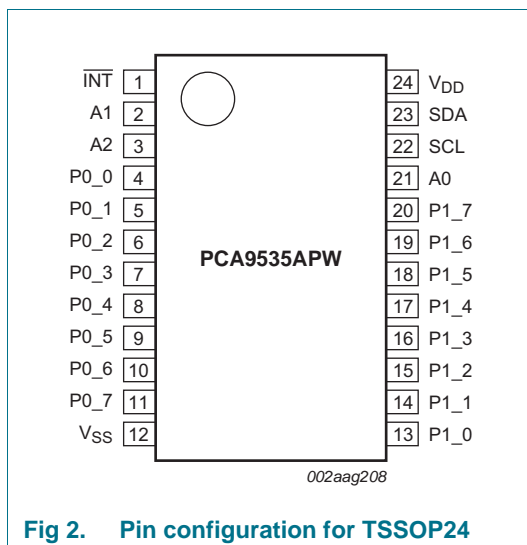 INT 1 24 VDD
A1 2 23 SDA
A2 3 22 SCL
P0_0 4 21 A0
P0_1 5 20 P1_7
P0_2 6 19 P1_6
P0_3 7 18 P1_5
P0_4 8 17 P1_4
P0_5 9 16 P1_3
P0_6 10 15 P1_2
P0_7 11 14 P1_1
VSS 12 13 P1_0
PCA9535APW
002aag208
Fig 2. Pin configuration for TSSOP24